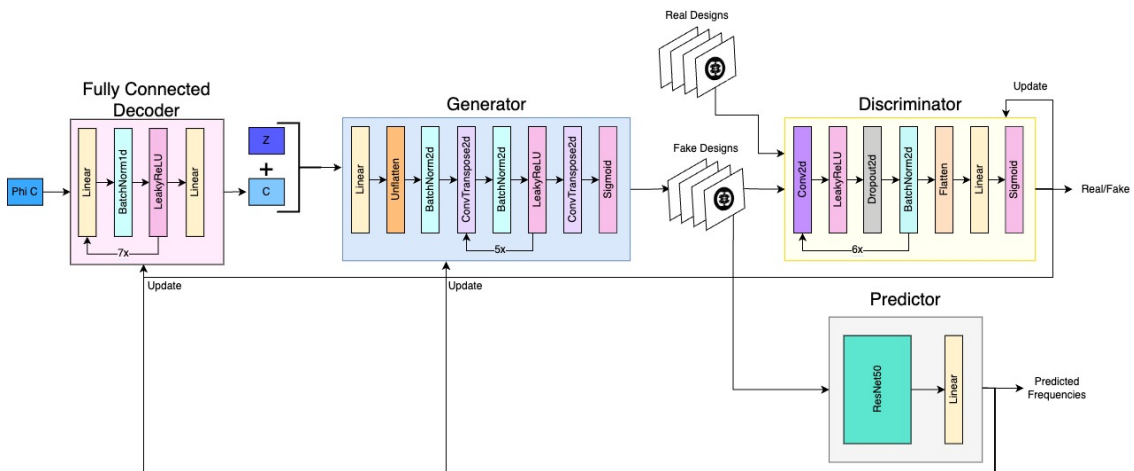 Real Designs
Fully Connected
Decoder
Generator
Discriminator
Update
Phi C
Linear
BatchNorm1d
LeakyReLU
Linear
7x
Z
+
C
Linear
Unflatten
BatchNorm2d
ConvTranspose2d
BatchNorm2d
LeakyReLU
ConvTranspose2d
Sigmoid
5x
Fake Designs
Conv2d
LeakyReLU
Dropout2d
BatchNorm2d
Flatten
Linear
Sigmoid
6x
Real/Fake
Update
Update
Predictor
ResNet50
Linear
Predicted
Frequencies